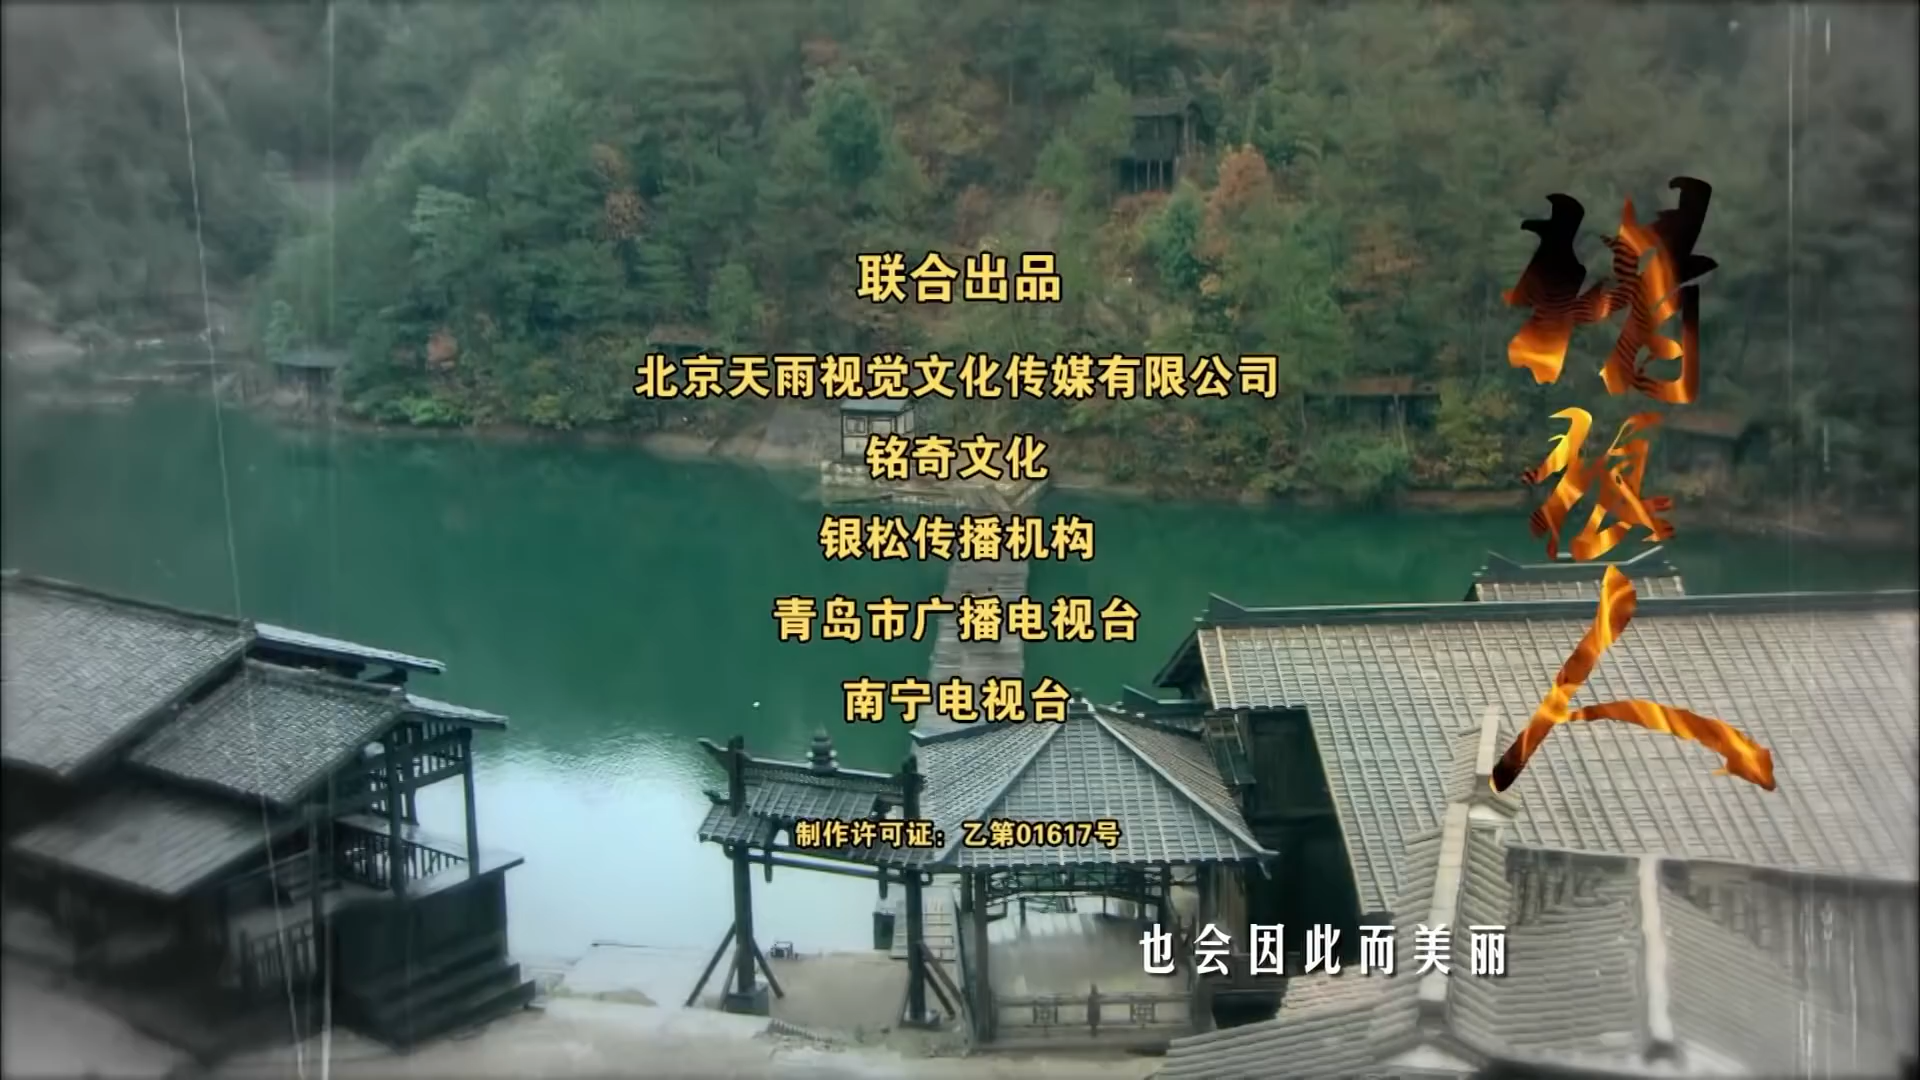 联合出品
北京天雨视觉文化传媒有限公司
铭奇文化
银松传播机构
青岛市广播电视台
南宁电视台
制作许可证：乙第01617号
猎魔人
也会因此而美丽